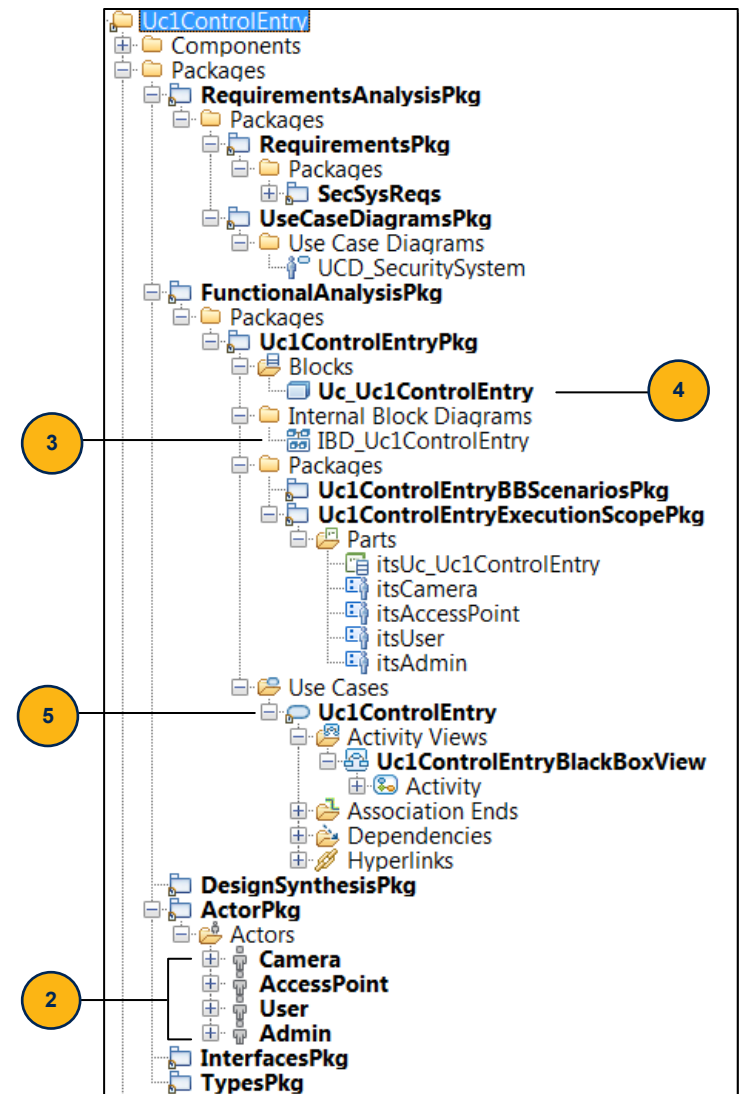 Uc1ControlEntry
Components
Packages
RequirementsAnalysisPkg
Packages
RequirementsPkg
Packages
SecSysReqs
UseCaseDiagramsPkg
Use Case Diagrams
UCD_SecuritySystem
FunctionalAnalysisPkg
Packages
Uc1ControlEntryPkg
Blocks
Uc_Uc1ControlEntry 4
Internal Block Diagrams
3 IBD_Uc1ControlEntry
Packages
Uc1ControlEntryBBScenariosPkg
Uc1ControlEntryExecutionScopePkg
Parts
itsUc_Uc1ControlEntry
itsCamera
itsAccessPoint
itsUser
itsAdmin
Use Cases
5 Uc1ControlEntry
Activity Views
Uc1ControlEntryBlackBoxView
Activity
Association Ends
Dependencies
Hyperlinks
DesignSynthesisPkg
ActorPkg
Actors
Camera
AccessPoint
2 User
Admin
InterfacesPkg
TypesPkg